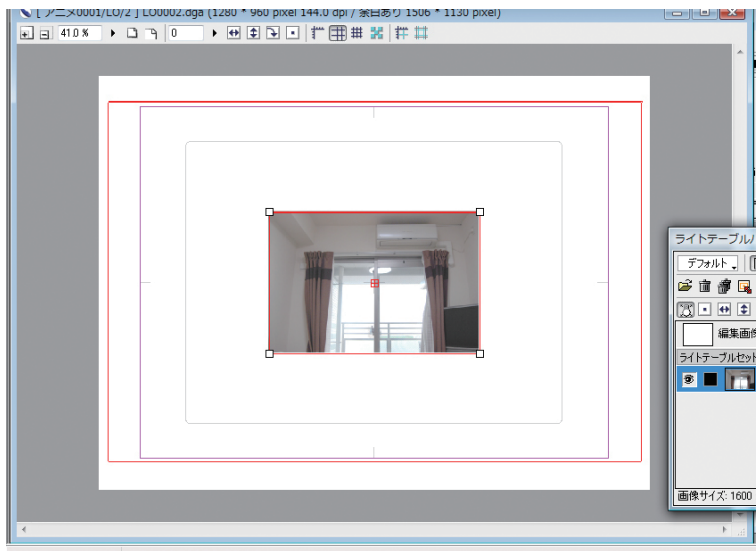 [ アニメ0001/LO/2 ] LO0002.dga (1280 * 960 pixel 144.0 dpi / 余白あり 1506 * 1130 pixel)
41.0 %
0
ライトテーブルパ
デフォルト
編集画像
ライトテーブルセット
画像サイズ: 1600